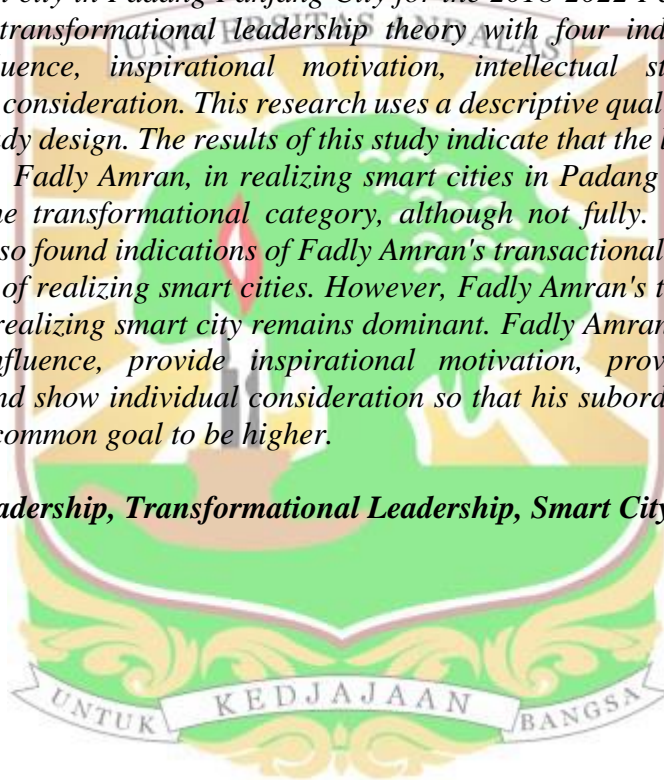 city in Padang Panjang City for the 2018-2022 P
transformational leadership theory with four ind
uence, inspirational motivation, intellectual st
consideration. This research uses a descriptive qual
dy design. The results of this study indicate that the l
Fadly Amran, in realizing smart cities in Padang
e transformational category, although not fully.
so found indications of Fadly Amran's transactional
of realizing smart cities. However, Fadly Amran's t
realizing smart city remains dominant. Fadly Amran
fluence, provide inspirational motivation, prov
nd show individual consideration so that his subord
common goal to be higher.
adership, Transformational Leadership, Smart City
UNIVERSITAS ANDALAS
UNTUK KEDJAJAAN BANGSA